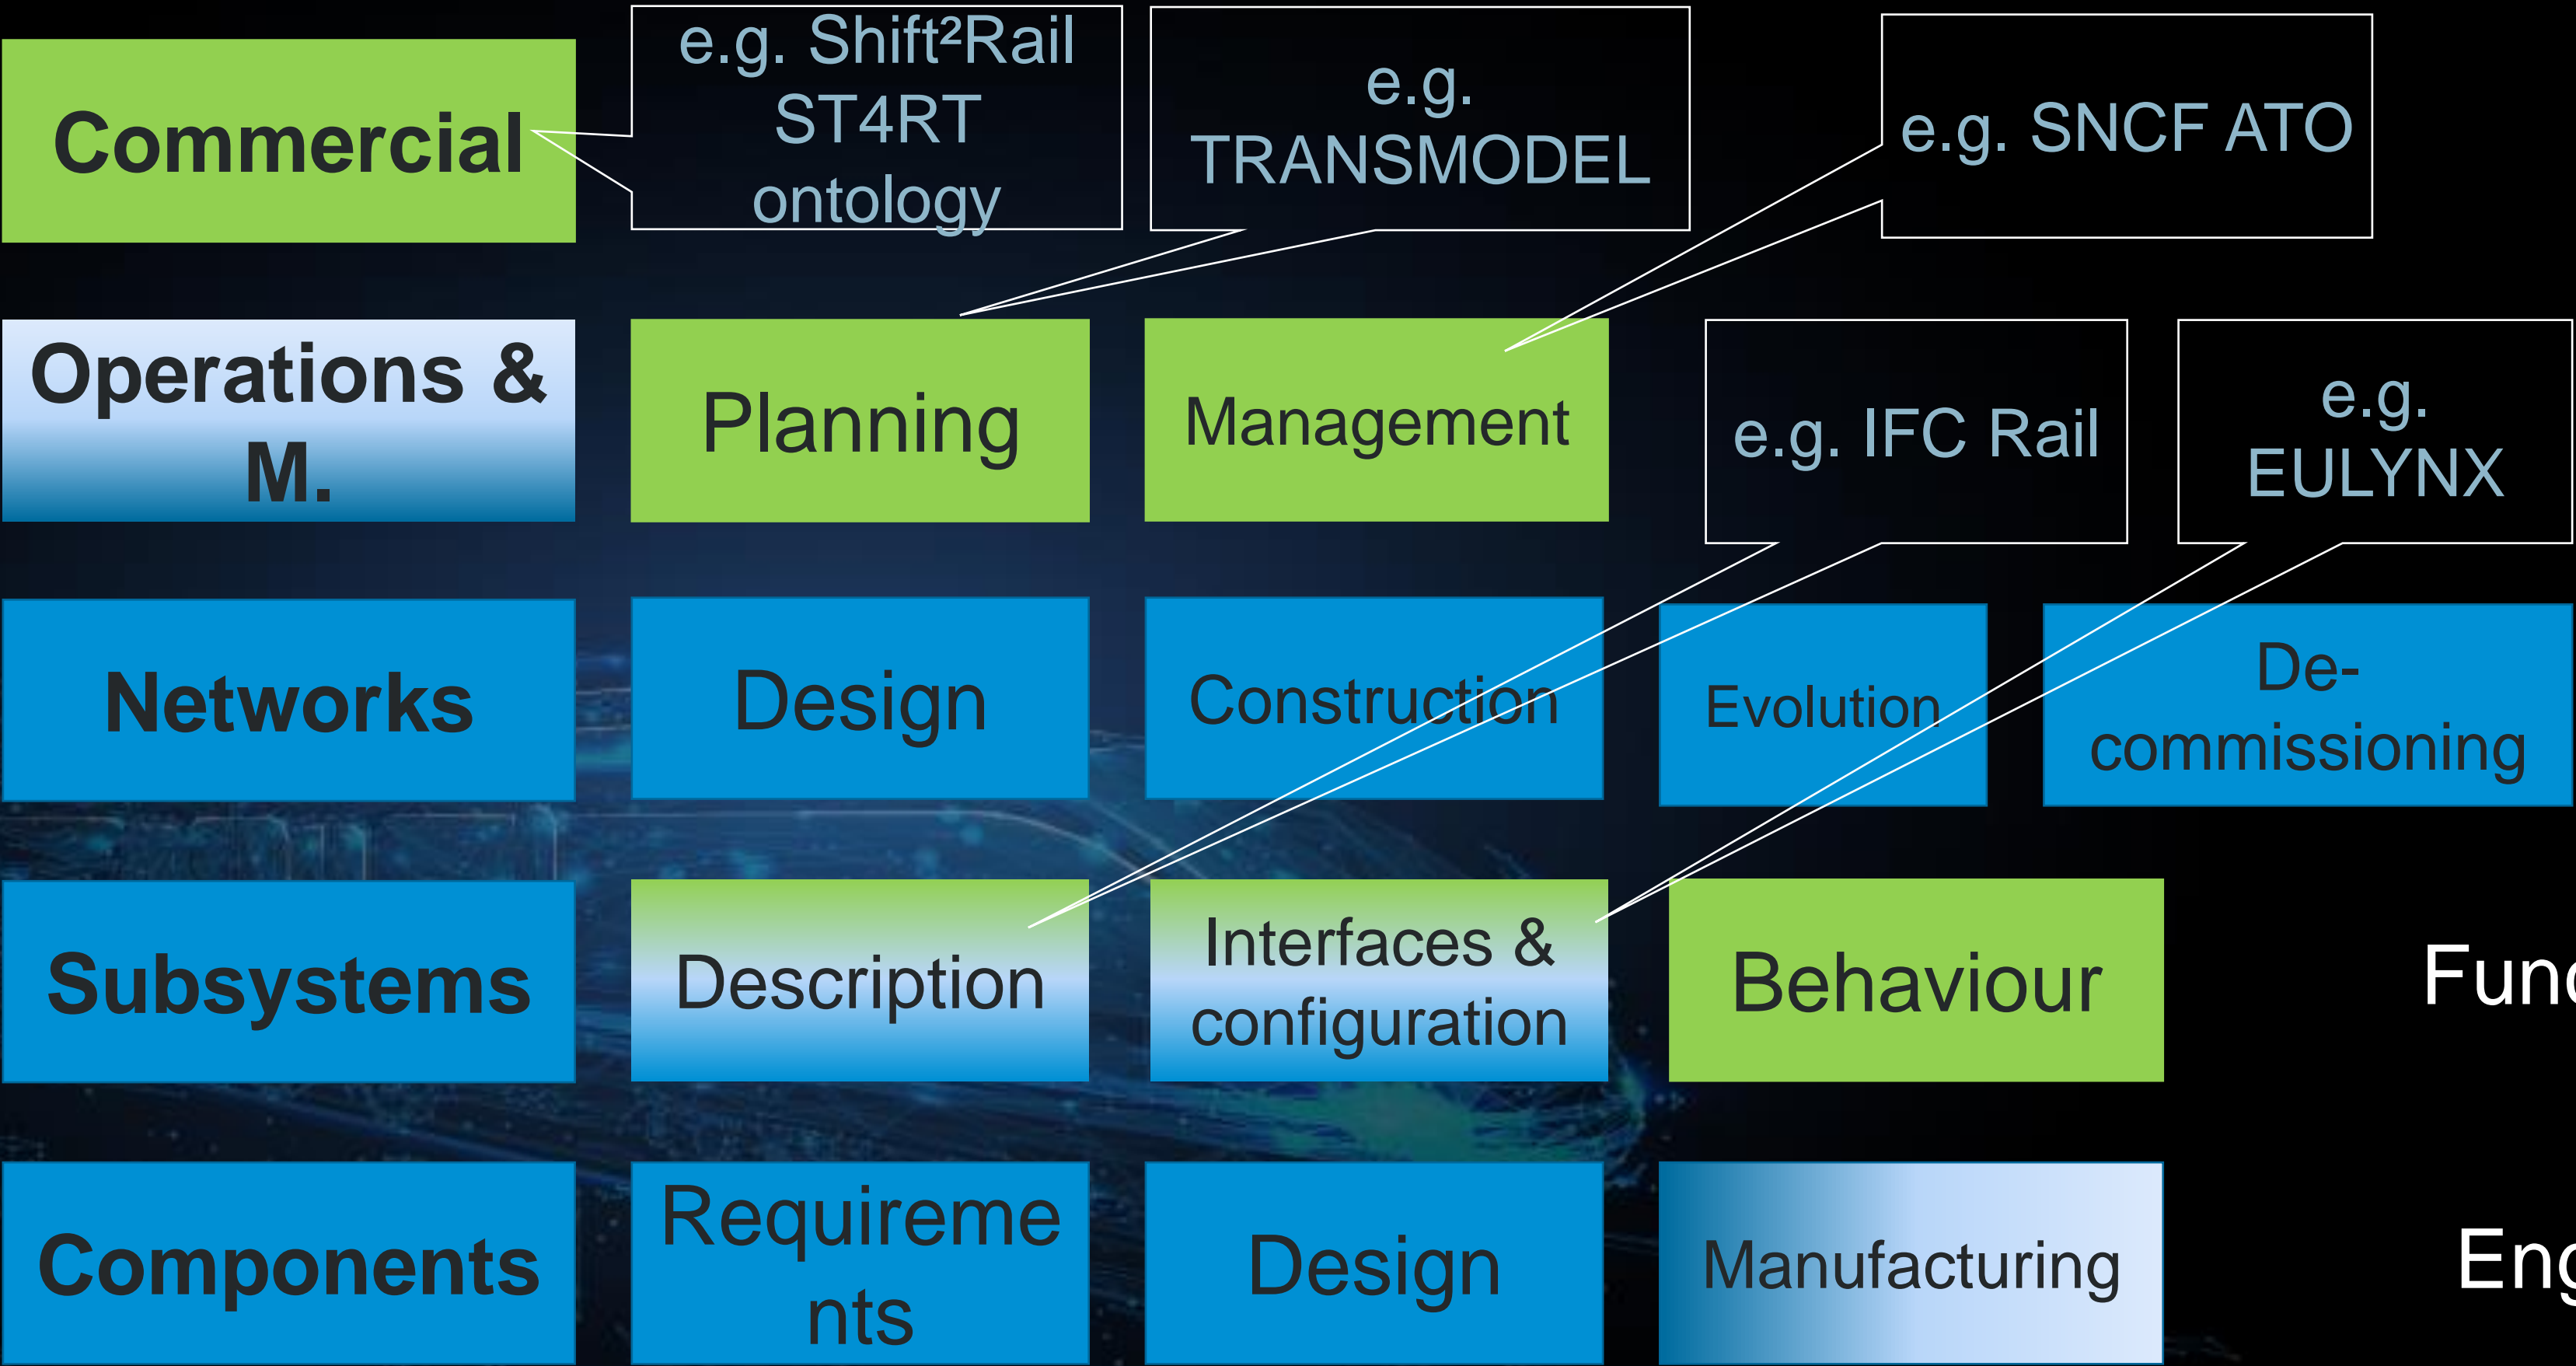 Commercial
e.g. Shift²Rail
ST4RT
ontology
e.g.
TRANSMODEL
e.g. SNCF ATO
Operations &
M.
Planning
Management
e.g. IFC Rail
e.g.
EULYNX
Networks
Design
Construction
Evolution
De-
commissioning
Subsystems
Description
Interfaces &
configuration
Behaviour
Components
Requireme
nts
Design
Manufacturing